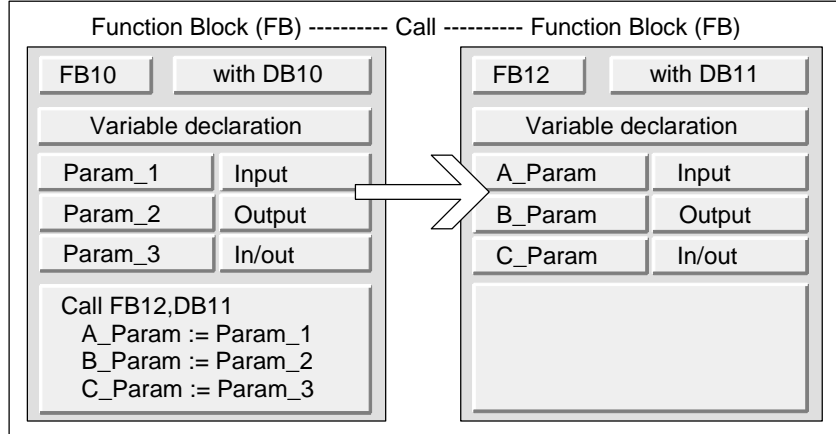 Function Block (FB) ---------- Call ---------- Function Block (FB)
FB10 with DB10
Variable declaration
Param_1 Input
Param_2 Output
Param_3 In/out
Call FB12,DB11
A_Param := Param_1
B_Param := Param_2
C_Param := Param_3
FB12 with DB11
Variable declaration
A_Param Input
B_Param Output
C_Param In/out